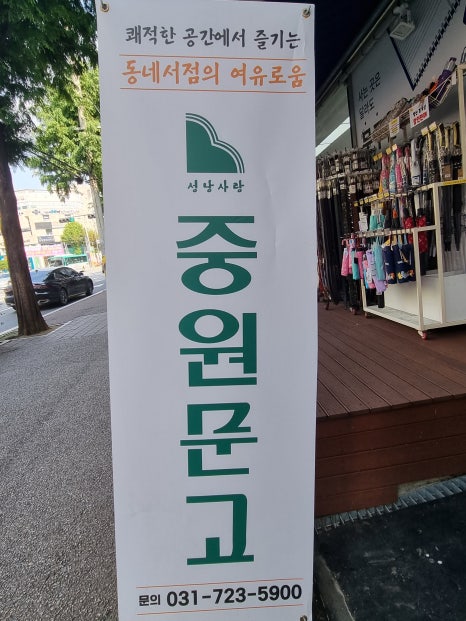 쾌적한 공간에서 즐기는
동네서점의 여유로움
성남사랑
중원문고
문의 031-723-5900